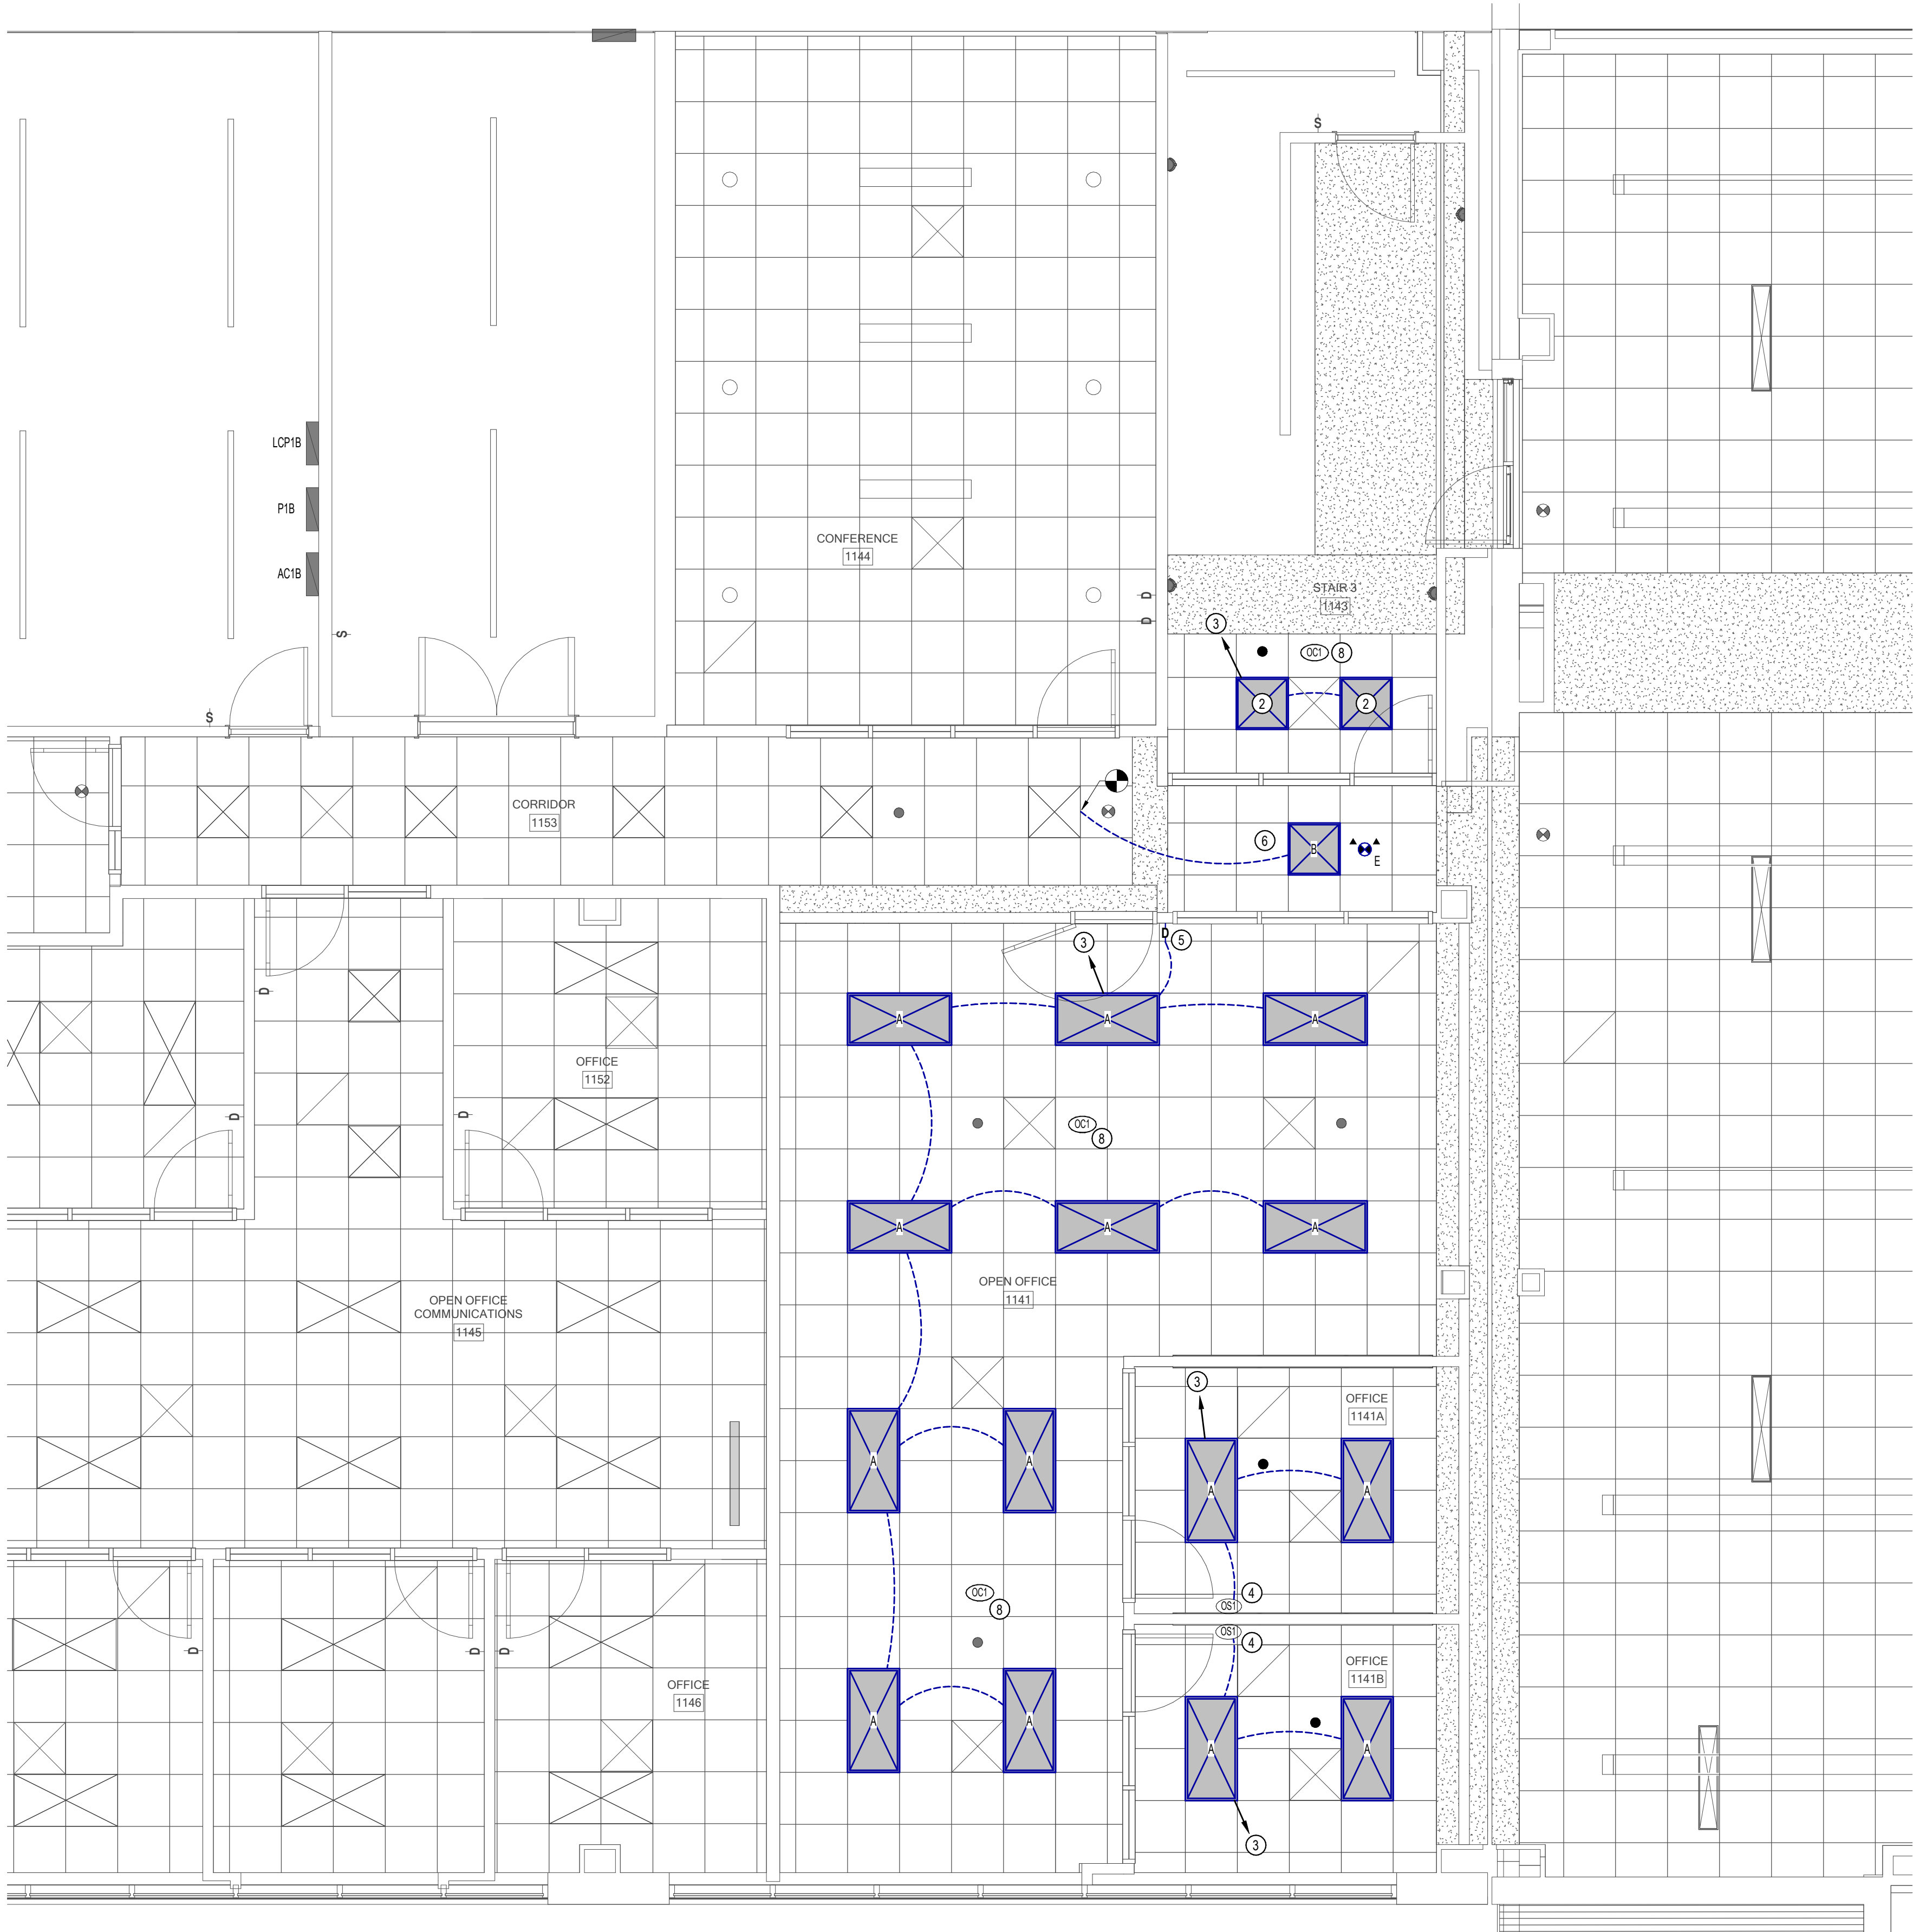 S
LCP1B
P1B
AC1B
S
CONFERENCE
1144
D
D
STAIR 3
1143
3
OC1 8
2 2
S
CORRIDOR
1153
6
B
E
3
D 5
D
A A A
OFFICE
1152
OC1
8
D
D
A A A
OPEN OFFICE
1141
OPEN OFFICE
COMMUNICATIONS
1145
3
OFFICE
1141A
A A
A A
OC1
8
4
OS1
OS1
4
D
D
D
OFFICE
1141B
OFFICE
1146
A A
A A
3